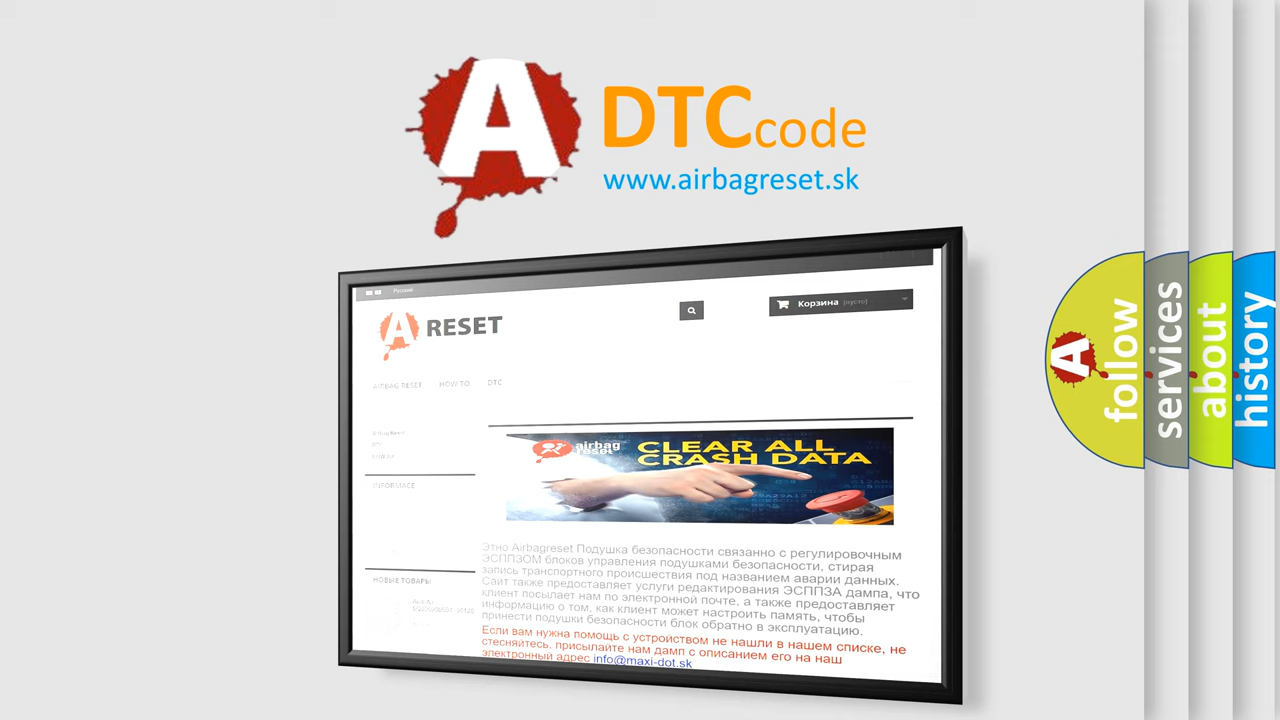 A DTC code
www.airbagreset.sk
Русский
Корзина (пусто)
A RESET
AIRBAG RESET HOW TO DTC
DTC
INFORMACE
airbag reset
CLEAR ALL
CRASH DATA
Этно Airbagreset Подушка безопасности связанно с регулировочным
ЭСППЗОМ блоков управления подушками безопасности, стирая
запись транспортного происшествия под названием аварии данных.
Сайт также предоставляет услуги редактирования ЭСППЗА дампа, что
клиент посылает нам по электронной почте, а также предоставляет
информацию о том, как клиент может настроить память, чтобы
принести подушки безопасности блок обратно в эксплуатацию.
Если вам нужна помощь с устройством не нашли в нашем списке, не
стесняйтесь, присылайте нам дамп с описанием его на наш
электронный адрес info@maxi-dot.sk
НОВЫЕ ТОВАРЫ
A follow
services
about
history